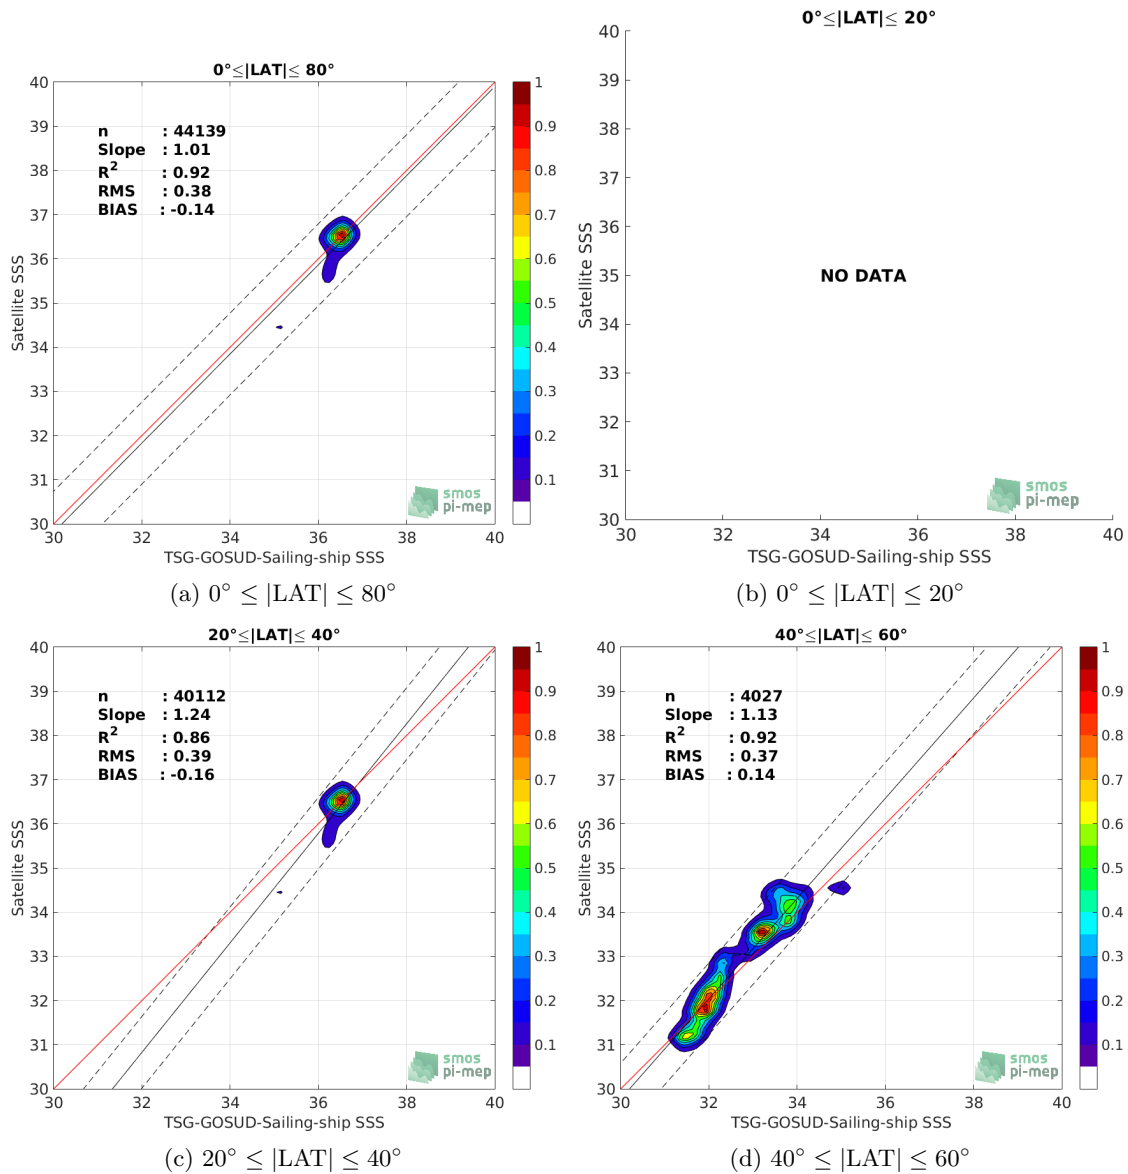 0°≤|LAT|≤ 80°
40
39
38
37
36
35
34
33
32
31
30
Satellite SSS
n : 44139
Slope : 1.01
R² : 0.92
RMS : 0.38
BIAS : -0.14
smos
pi-mep
30 32 34 36 38 40
TSG-GOSUD-Sailing-ship SSS
1
0.9
0.8
0.7
0.6
0.5
0.4
0.3
0.2
0.1
(a) 0° ≤ |LAT| ≤ 80°
0°≤|LAT|≤ 20°
40
39
38
37
36
35
34
33
32
31
30
Satellite SSS
NO DATA
smos
pi-mep
30 32 34 36 38 40
TSG-GOSUD-Sailing-ship SSS
(b) 0° ≤ |LAT| ≤ 20°
20°≤|LAT|≤ 40°
40
39
38
37
36
35
34
33
32
31
30
Satellite SSS
n : 40112
Slope : 1.24
R² : 0.86
RMS : 0.39
BIAS : -0.16
smos
pi-mep
30 32 34 36 38 40
TSG-GOSUD-Sailing-ship SSS
1
0.9
0.8
0.7
0.6
0.5
0.4
0.3
0.2
0.1
(c) 20° ≤ |LAT| ≤ 40°
40°≤|LAT|≤ 60°
40
39
38
37
36
35
34
33
32
31
30
Satellite SSS
n : 4027
Slope : 1.13
R² : 0.92
RMS : 0.37
BIAS : 0.14
smos
pi-mep
30 32 34 36 38 40
TSG-GOSUD-Sailing-ship SSS
1
0.9
0.8
0.7
0.6
0.5
0.4
0.3
0.2
0.1
(d) 40° ≤ |LAT| ≤ 60°